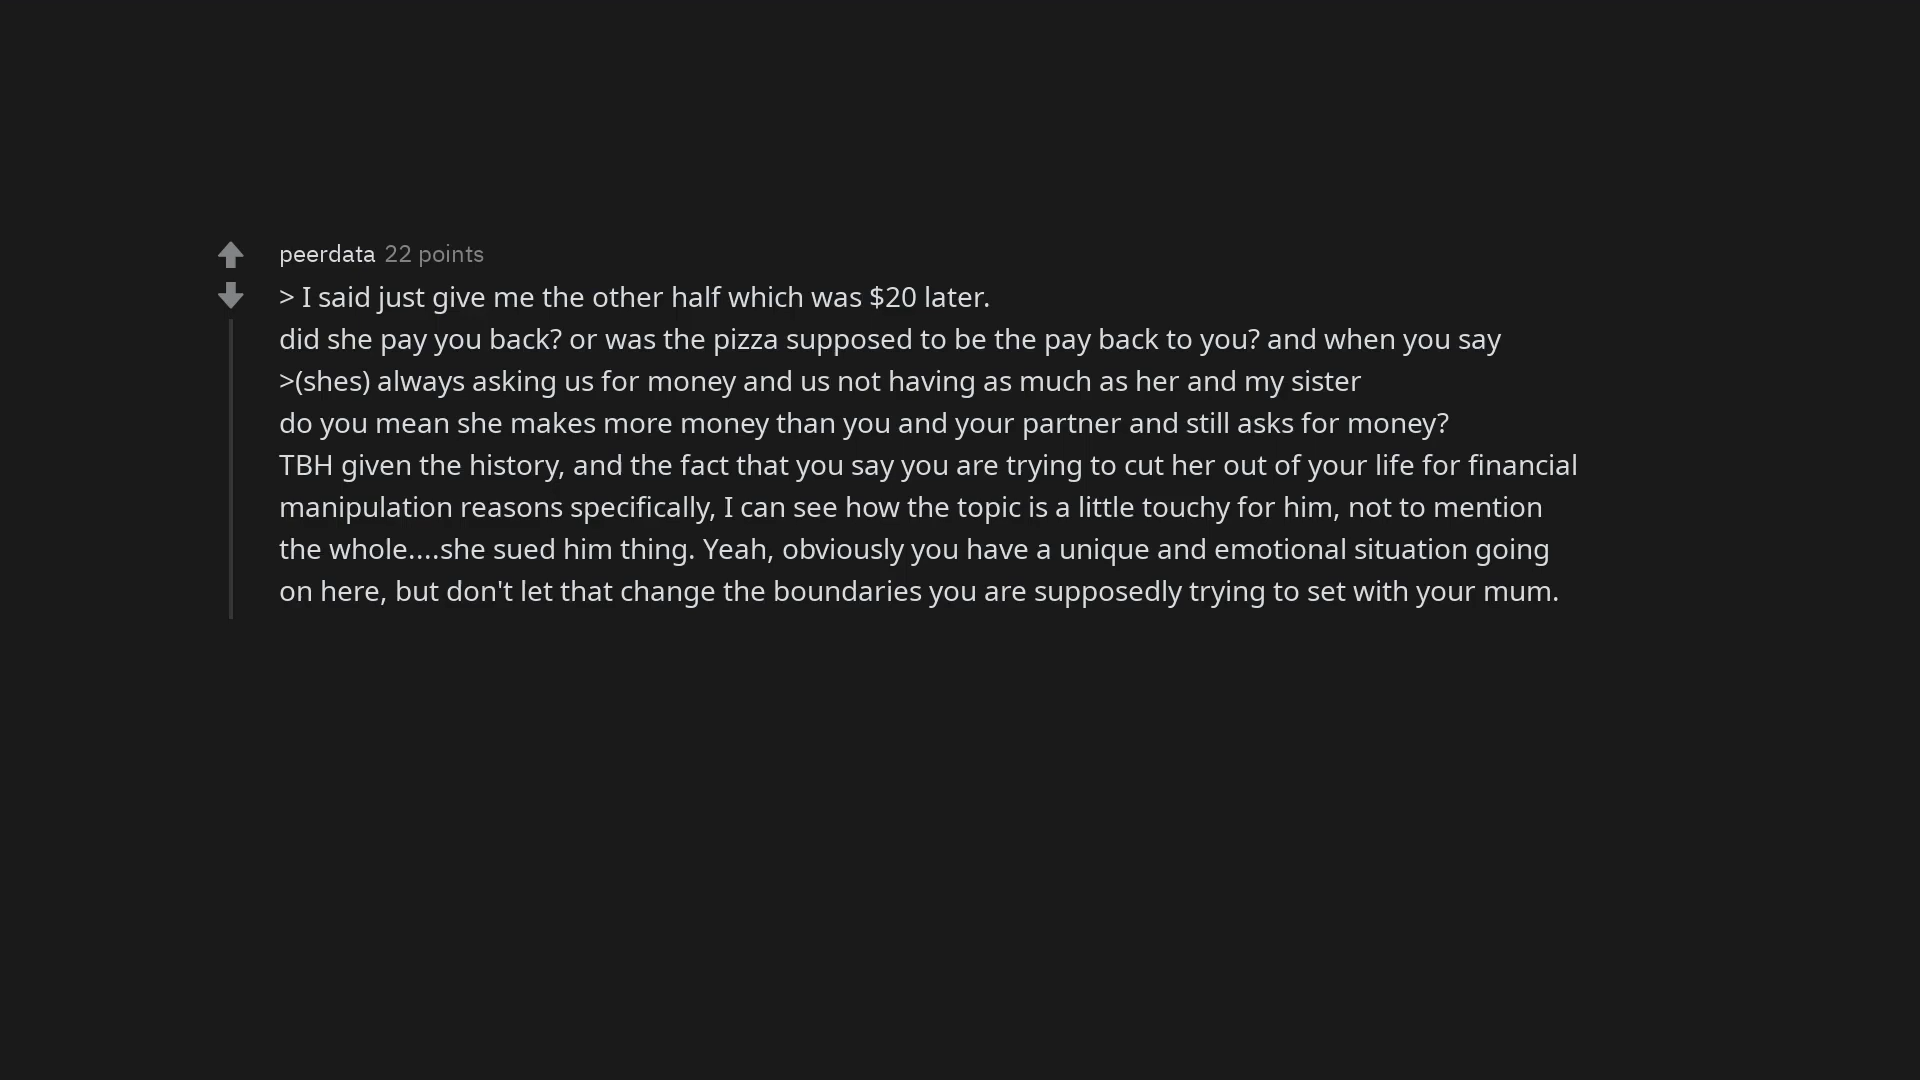 peerdata 22 points
> I said just give me the other half which was $20 later.
did she pay you back? or was the pizza supposed to be the pay back to you? and when you say
>(shes) always asking us for money and us not having as much as her and my sister
do you mean she makes more money than you and your partner and still asks for money?
TBH given the history, and the fact that you say you are trying to cut her out of your life for financial
manipulation reasons specifically, I can see how the topic is a little touchy for him, not to mention
the whole....she sued him thing. Yeah, obviously you have a unique and emotional situation going
on here, but don't let that change the boundaries you are supposedly trying to set with your mum.